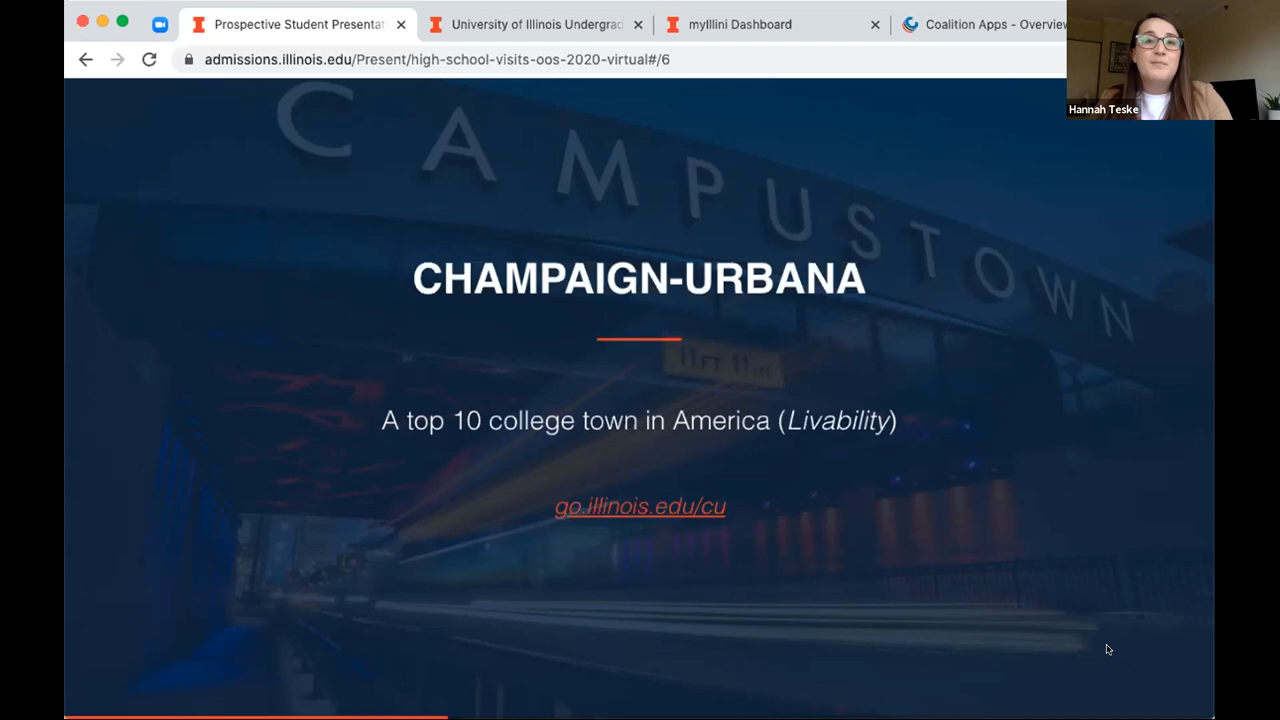 Prospective Student Presentat
University of Illinois Undergrad
myIllini Dashboard
Coalition Apps - Overview
admissions.illinois.edu/Present/high-school-visits-oos-2020-virtual#/6
Hannah Teske
CAMPUSTOWN
CHAMPAIGN-URBANA
11FT 11IN
A top 10 college town in America (Livability)
go.illinois.edu/cu